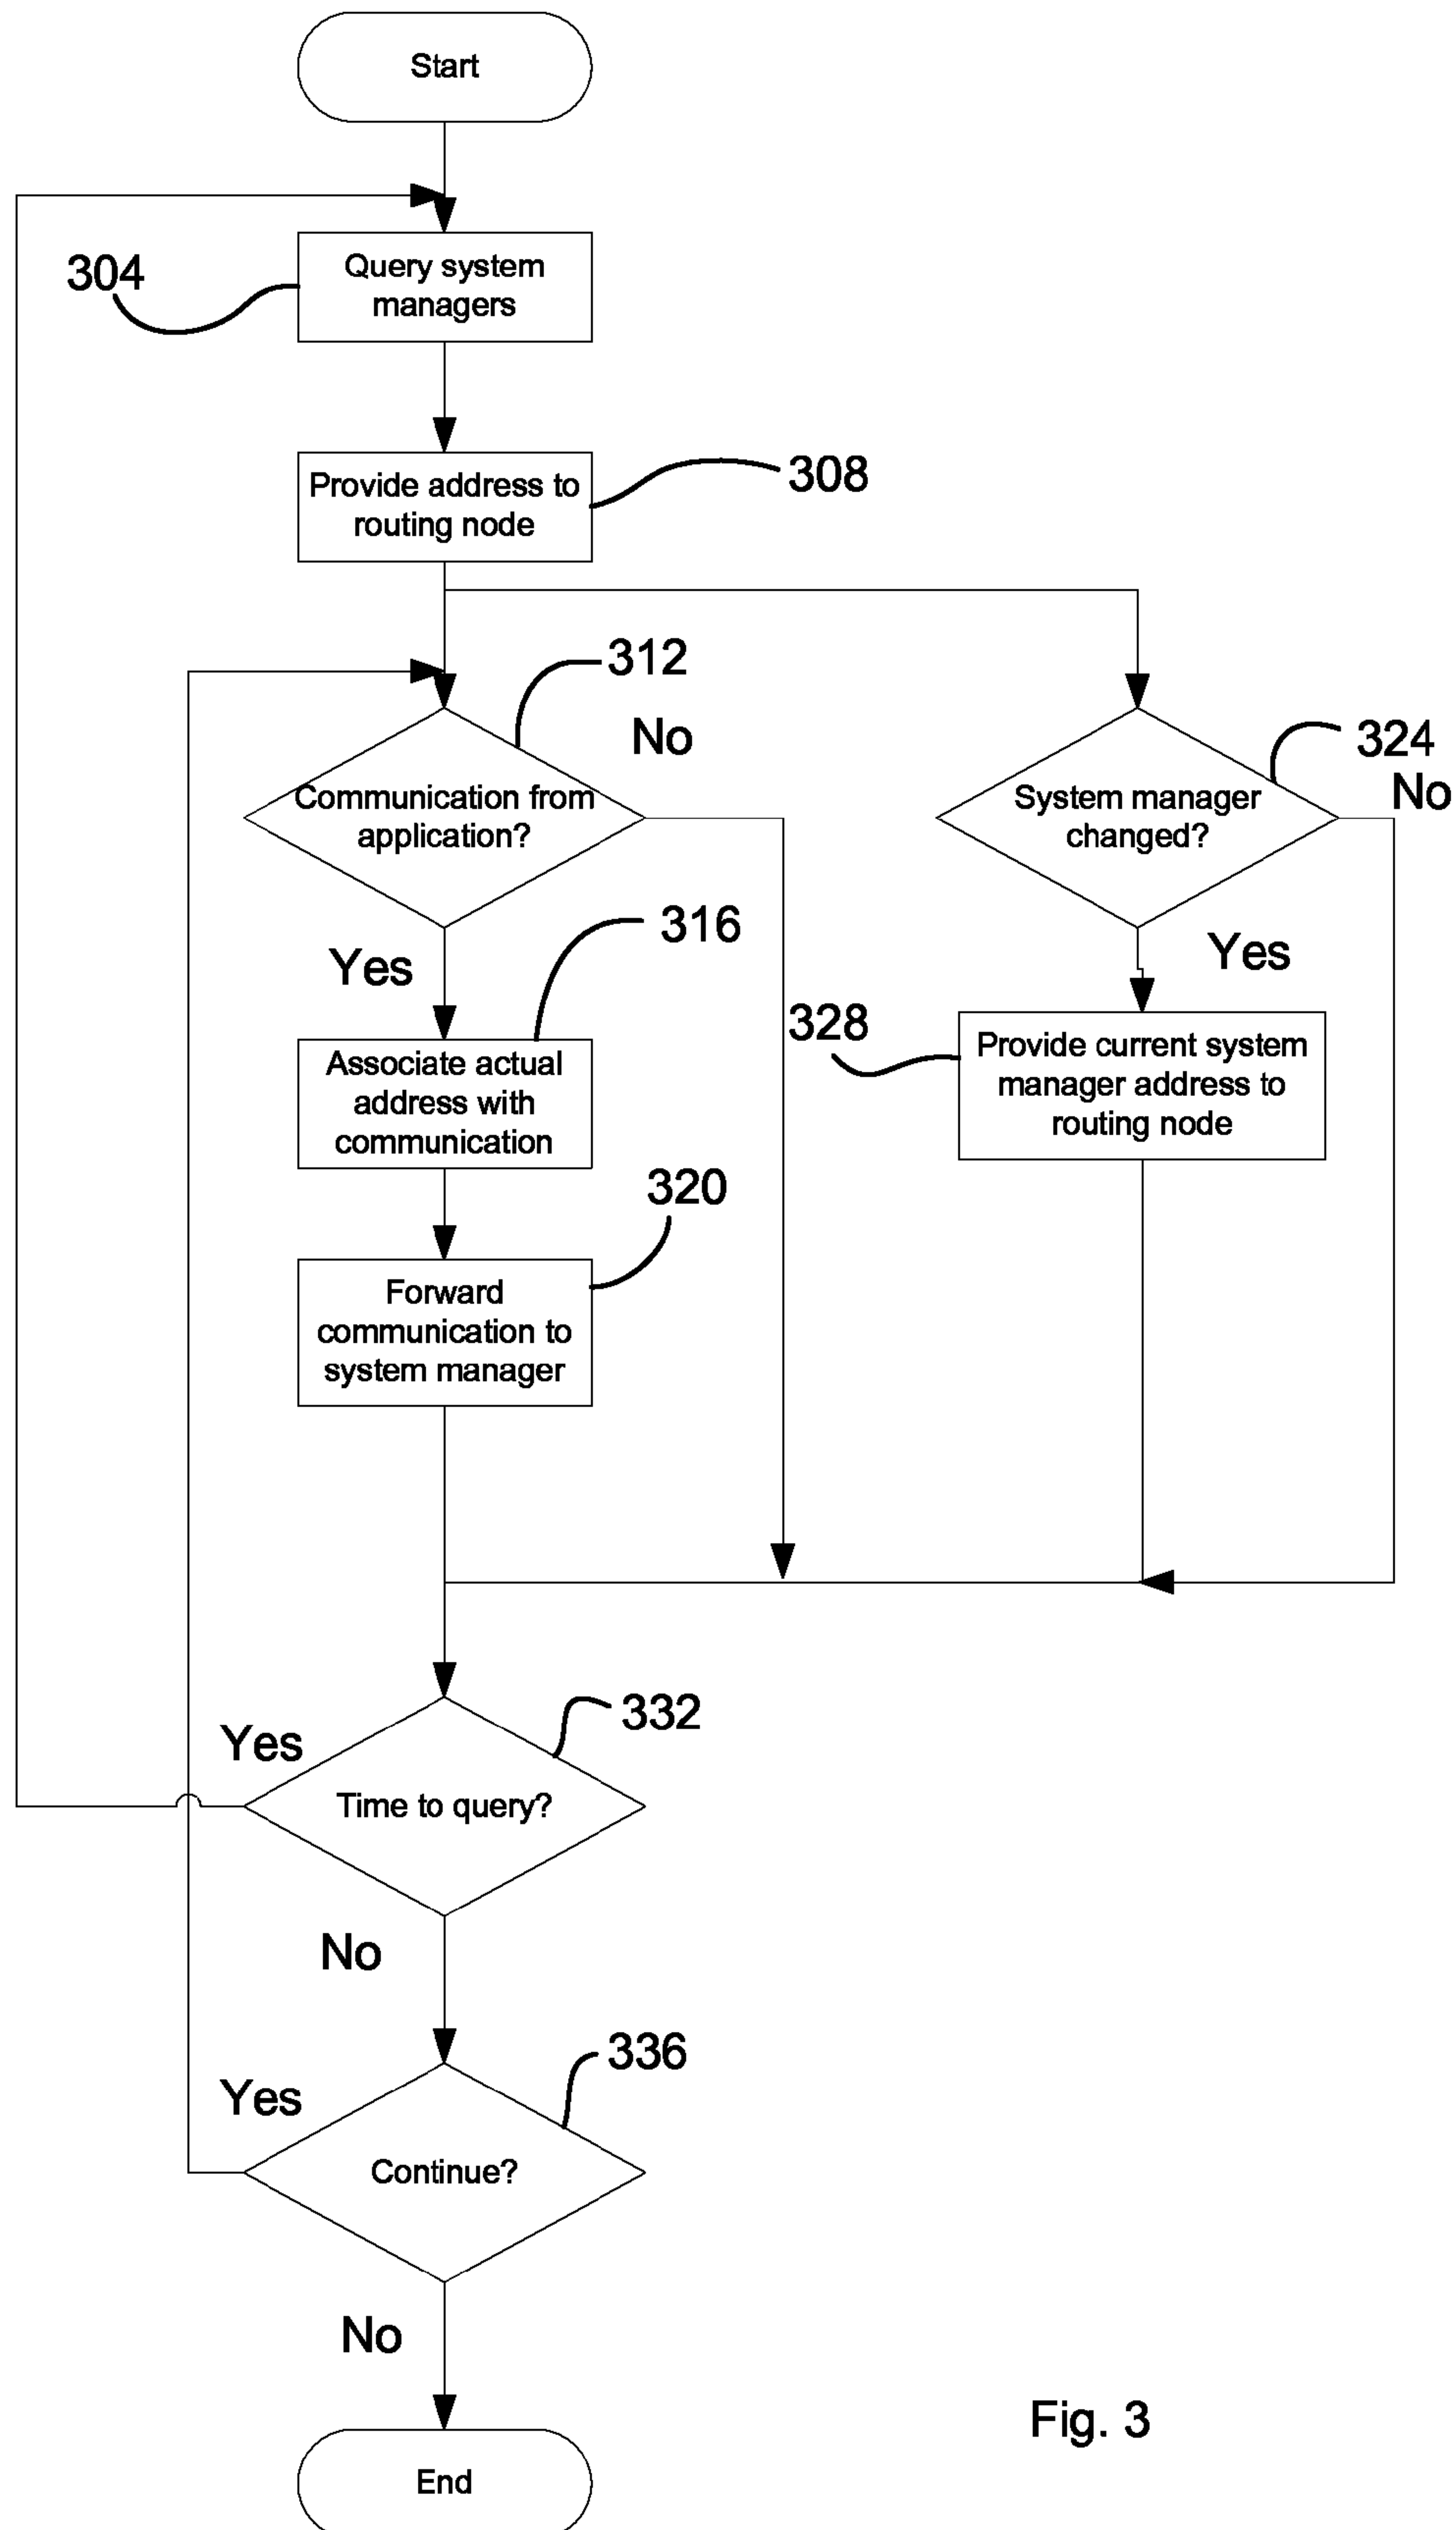 Start
304
Query system
managers
308
Provide address to
routing node
312
No
324
No
Communication from
application?
System manager
changed?
316
Yes
Yes
328
Associate actual
address with
communication
Provide current system
manager address to
routing node
320
Forward
communication to
system manager
332
Yes
Time to query?
No
336
Yes
Continue?
No
Fig. 3
End